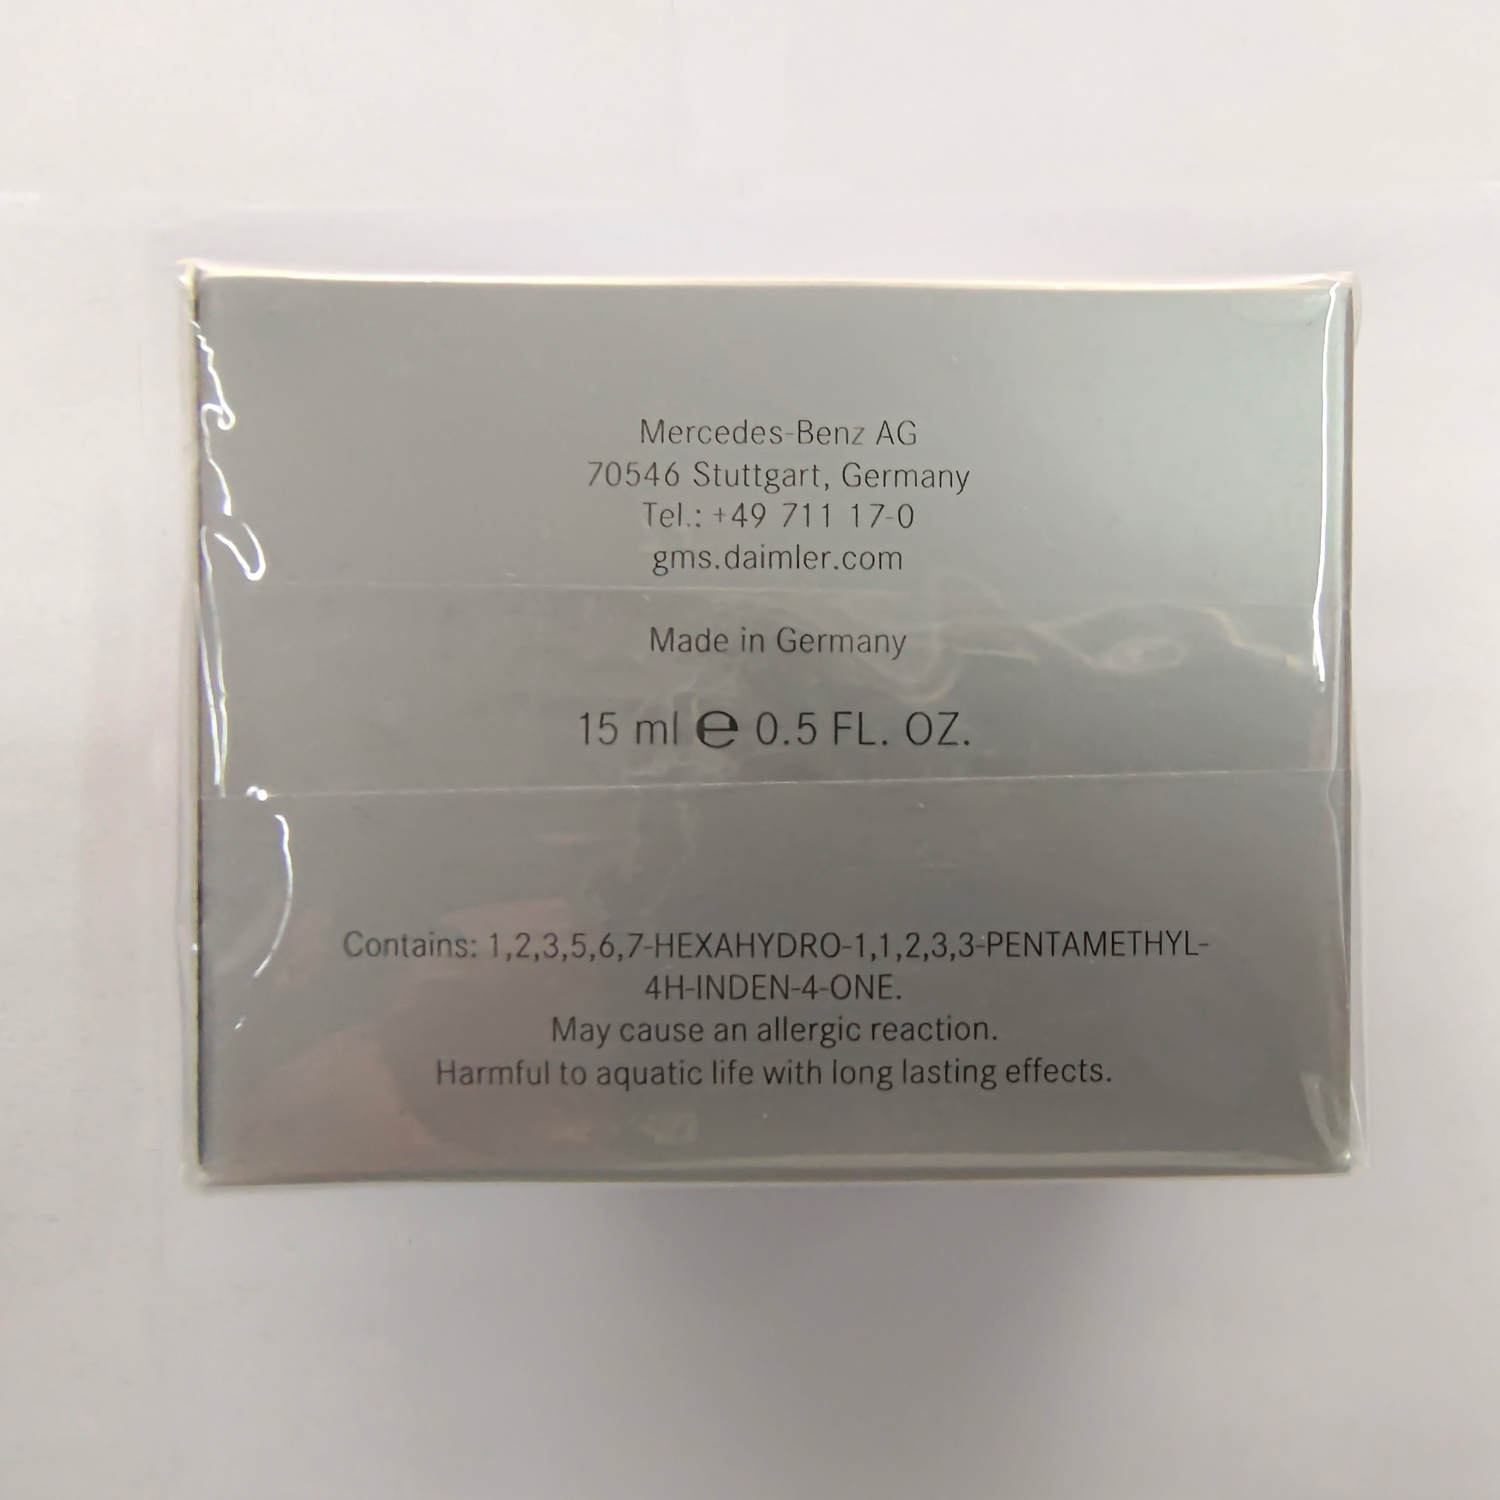 Mercedes-Benz AG
70546 Stuttgart, Germany
Tel.: +49 711 17-0
gms.daimler.com
Made in Germany
15 ml ℮ 0.5 FL. OZ.
Contains: 1,2,3,5,6,7-HEXAHYDRO-1,1,2,3,3-PENTAMETHYL-
4H-INDEN-4-ONE.
May cause an allergic reaction.
Harmful to aquatic life with long lasting effects.